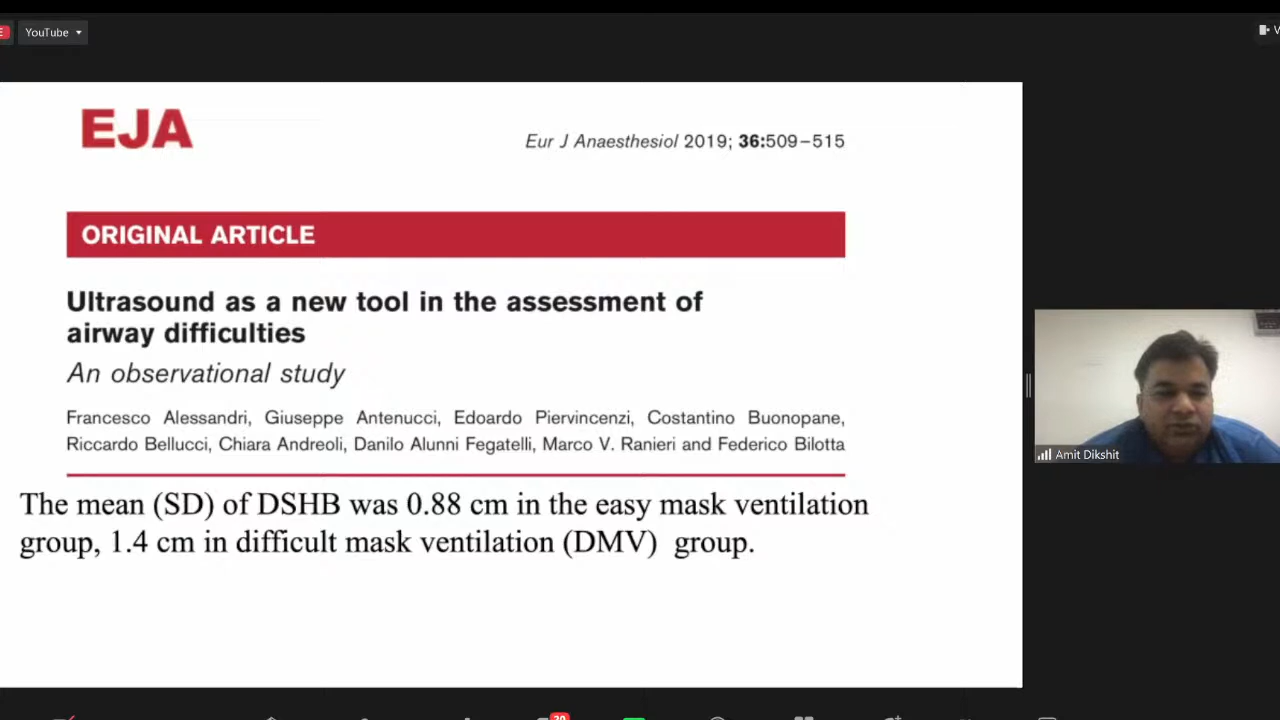 YouTube
EJA
Eur J Anaesthesiol 2019; 36:509–515
ORIGINAL ARTICLE
Ultrasound as a new tool in the assessment of
airway difficulties
An observational study
Francesco Alessandri, Giuseppe Antenucci, Edoardo Piervincenzi, Costantino Buonopane,
Riccardo Bellucci, Chiara Andreoli, Danilo Alunni Fegatelli, Marco V. Ranieri and Federico Bilotta
The mean (SD) of DSHB was 0.88 cm in the easy mask ventilation
group, 1.4 cm in difficult mask ventilation (DMV) group.
Amit Dikshit